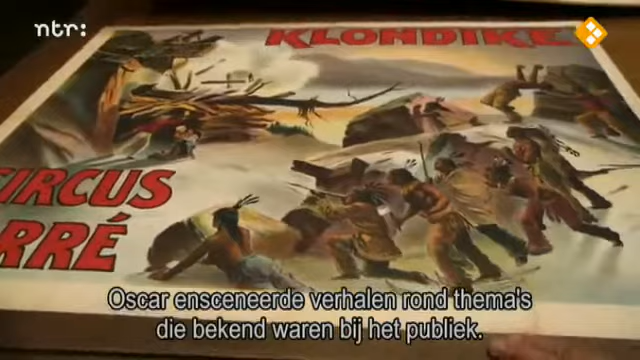 ntr:
KLONDIKE
CIRCUS
RRÉ
Oscar ensceneerde verhalen rond thema's
die bekend waren bij het publiek.